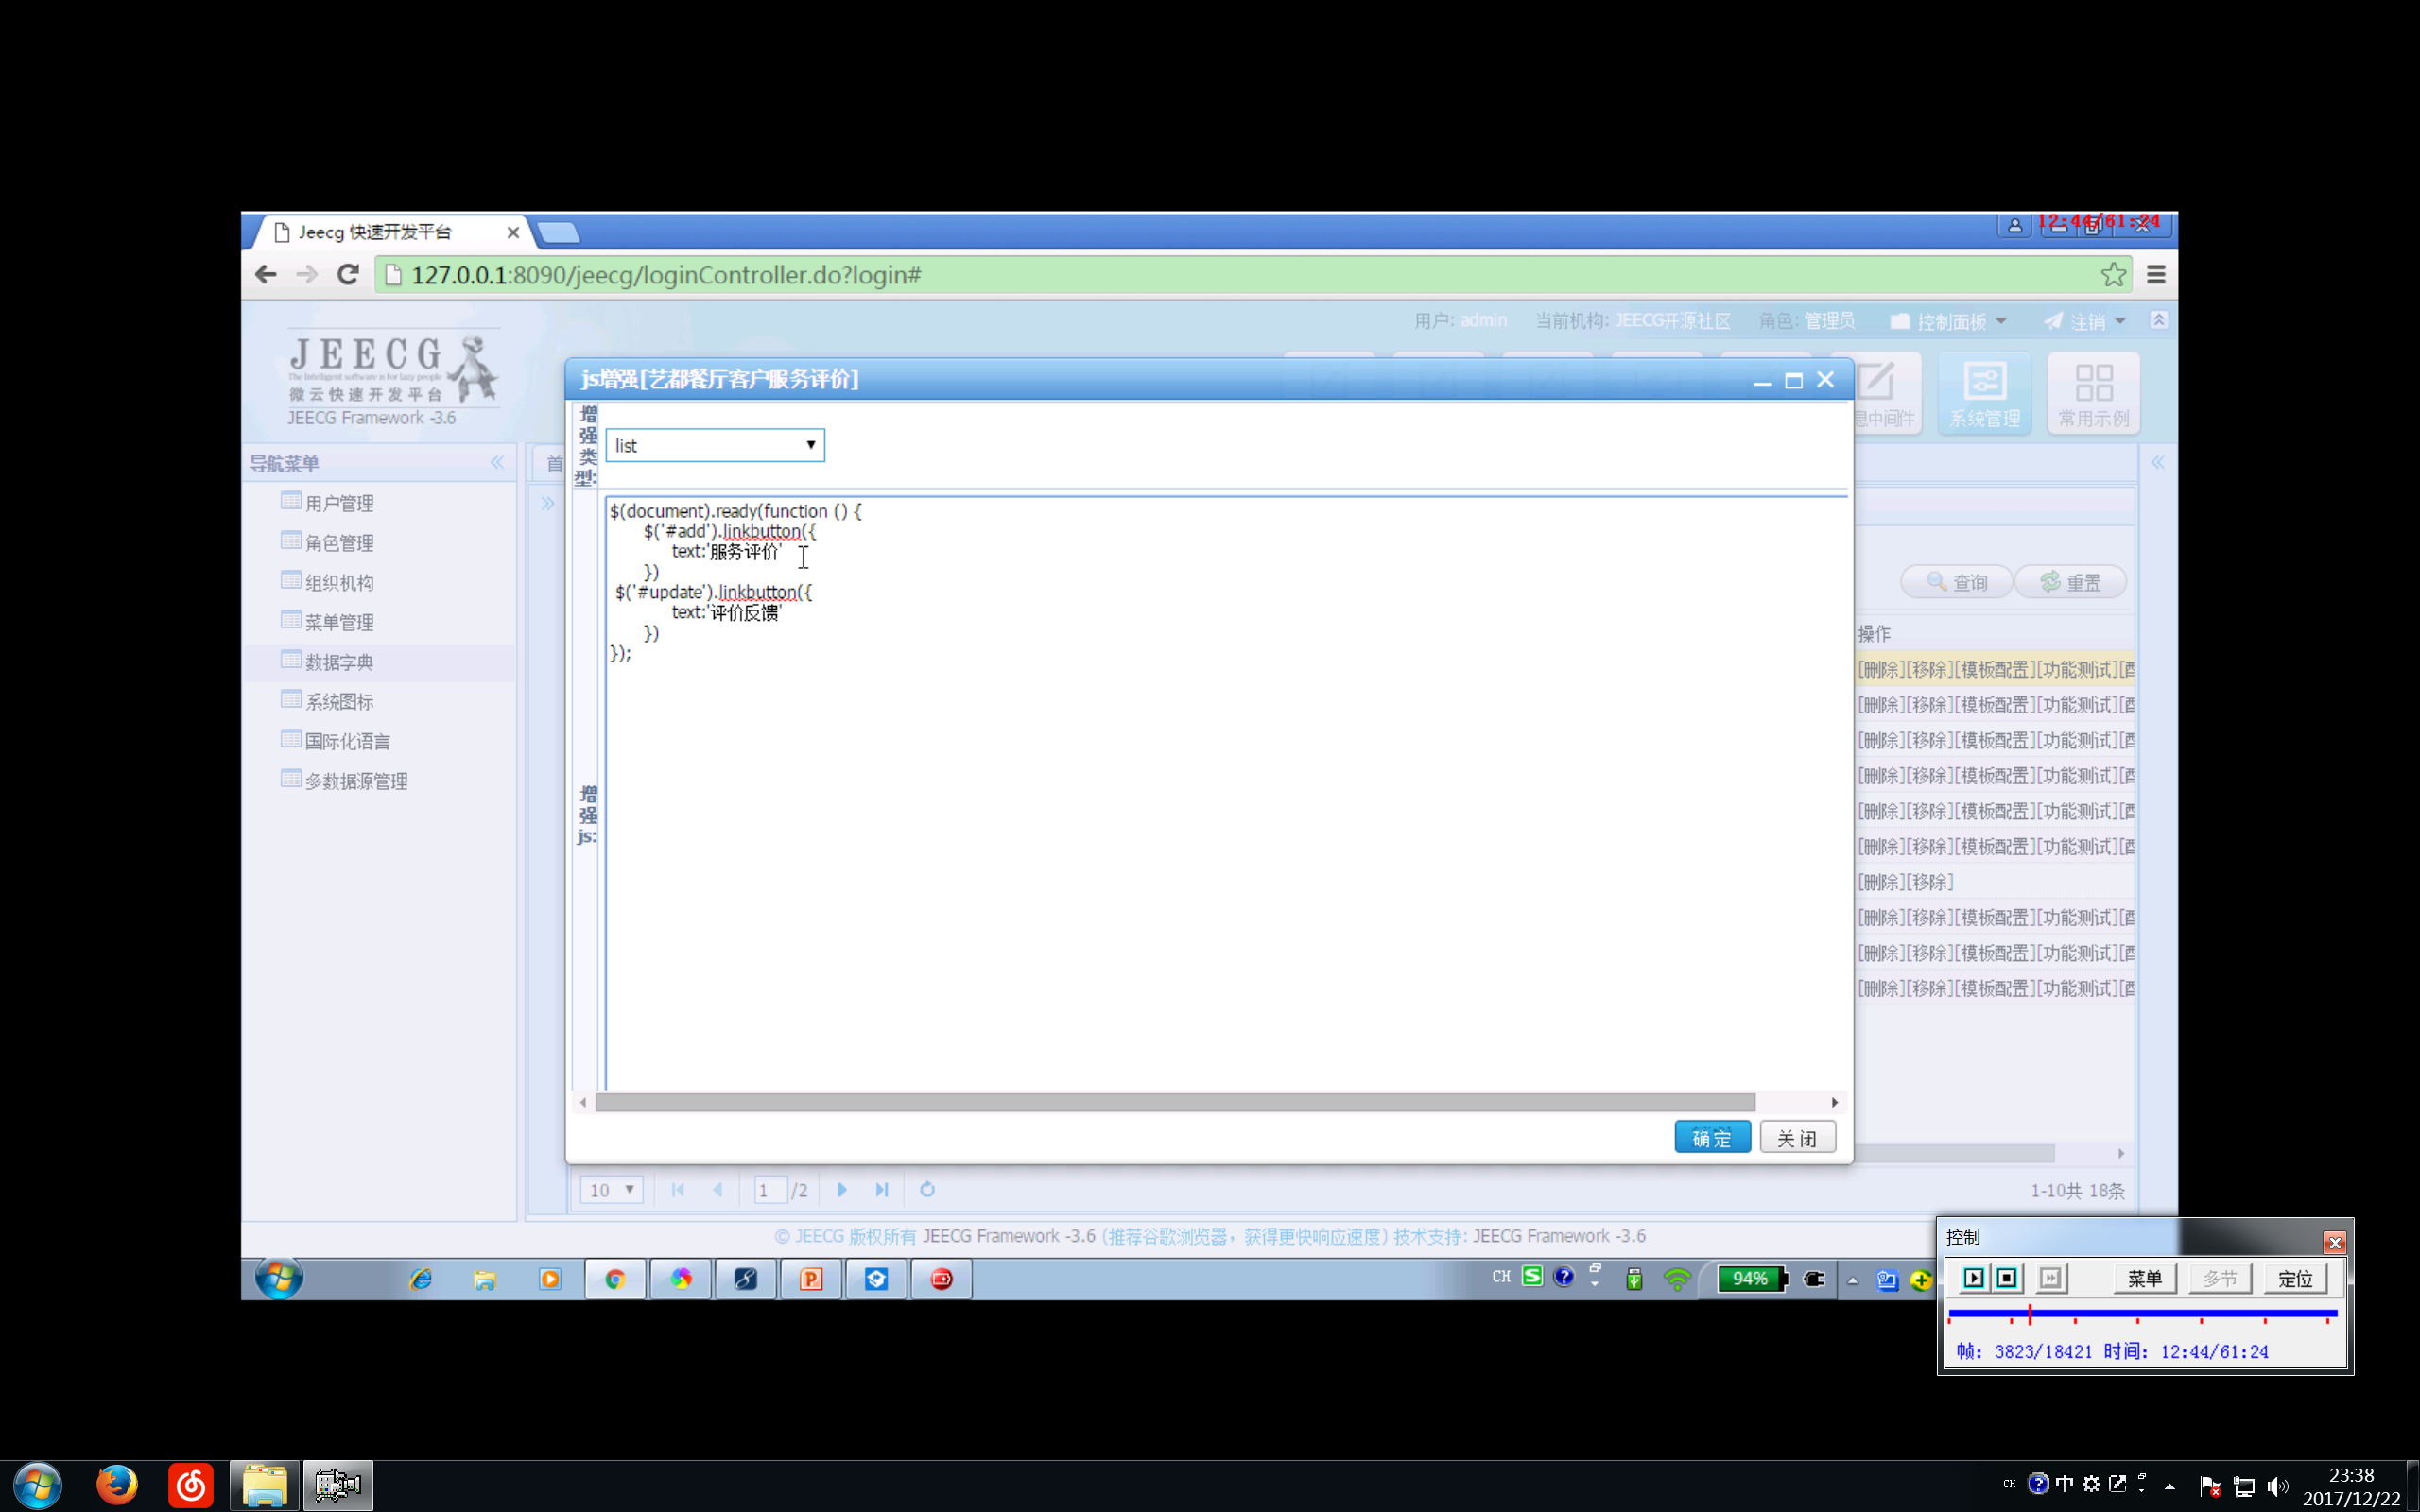 Jeecg 快速开发平台
12:44/61:24
127.0.0.1:8090/jeecg/loginController.do?login#
用户: admin 当前机构: JEECG开源社区 角色: 管理员 控制面板 注销
JEECG
The Intelligent software is for lazy people
微云快速开发平台
JEECG Framework -3.6
息中间件
系统管理
常用示例
导航菜单
首
用户管理
角色管理
组织机构
菜单管理
数据字典
系统图标
国际化语言
多数据源管理
js增强[艺都餐厅客户服务评价]
增强类型:
list
增强js:
$(document).ready(function () {
$('#add').linkbutton({
text:'服务评价'
})
$('#update').linkbutton({
text:'评价反馈'
})
});
确定
关闭
查询
重置
操作
[删除][移除][模板配置][功能测试][
[删除][移除][模板配置][功能测试][
[删除][移除][模板配置][功能测试][
[删除][移除][模板配置][功能测试][
[删除][移除][模板配置][功能测试][
[删除][移除][模板配置][功能测试][
[删除][移除]
[删除][移除][模板配置][功能测试][
[删除][移除][模板配置][功能测试][
[删除][移除][模板配置][功能测试][
10
1 /2
1-10共 18条
© JEECG 版权所有 JEECG Framework -3.6 (推荐谷歌浏览器，获得更快响应速度) 技术支持: JEECG Framework -3.6
CH
94%
控制
菜单
多节
定位
帧: 3823/18421 时间: 12:44/61:24
CH
中
23:38
2017/12/22